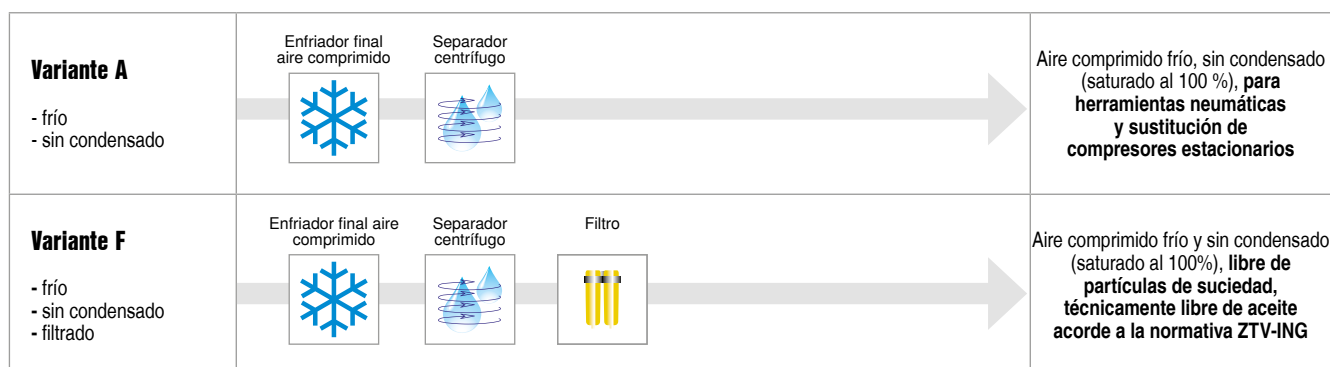 Variante A
- frío
- sin condensado
Enfriador final
aire comprimido
Separador
centrífugo
Aire comprimido frío, sin condensado
(saturado al 100 %), para
herramientas neumáticas
y sustitución de
compresores estacionarios
Variante F
- frío
- sin condensado
- filtrado
Enfriador final aire
comprimido
Separador
centrífugo
Filtro
Aire comprimido frío y sin condensado
(saturado al 100%), libre de
partículas de suciedad,
técnicamente libre de aceite
acorde a la normativa ZTV-ING